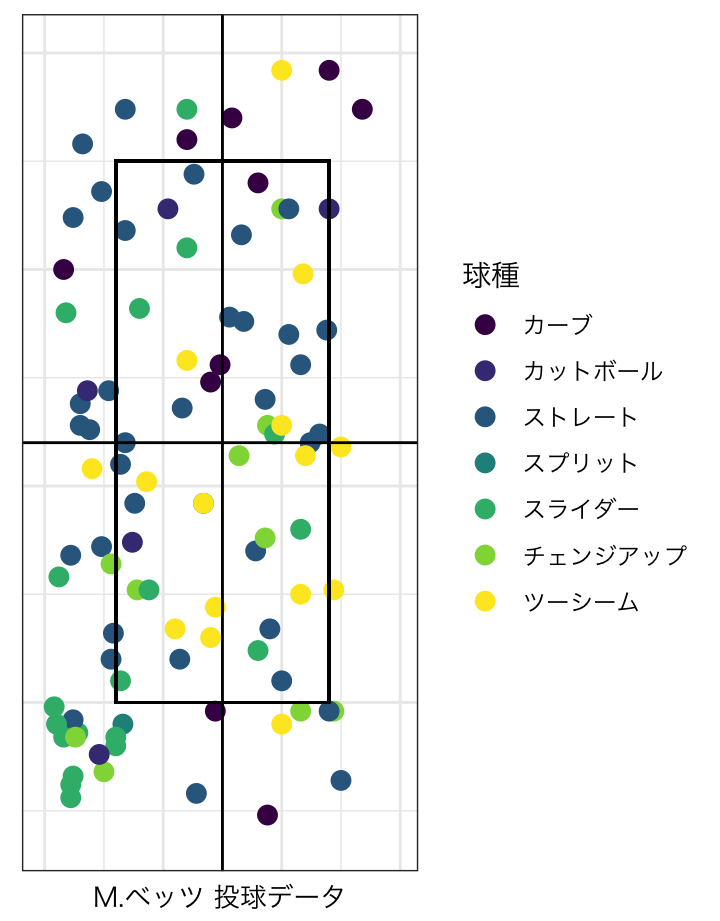 球種
カーブ
カットボール
ストレート
スプリット
スライダー
チェンジアップ
ツーシーム
M.ベッツ 投球データ